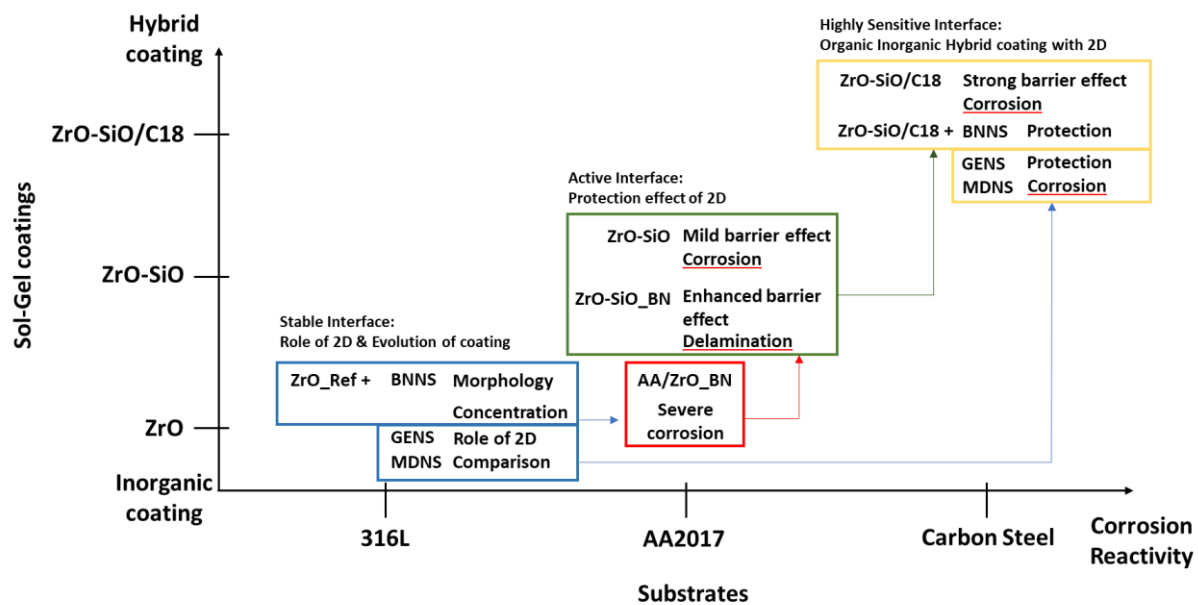 Hybrid
coating
Sol-Gel coatings
ZrO-SiO/C18
ZrO-SiO
ZrO
Inorganic
coating
Highly Sensitive Interface:
Organic Inorganic Hybrid coating with 2D
ZrO-SiO/C18 Strong barrier effect
Corrosion
ZrO-SiO/C18 + BNNS Protection
GENS Protection
MDNS Corrosion
Active Interface:
Protection effect of 2D
ZrO-SiO Mild barrier effect
Corrosion
ZrO-SiO_BN Enhanced barrier
effect
Delamination
Stable Interface:
Role of 2D & Evolution of coating
ZrO_Ref + BNNS Morphology
Concentration
GENS Role of 2D
MDNS Comparison
AA/ZrO_BN
Severe
corrosion
316L
AA2017
Carbon Steel
Corrosion
Reactivity
Substrates